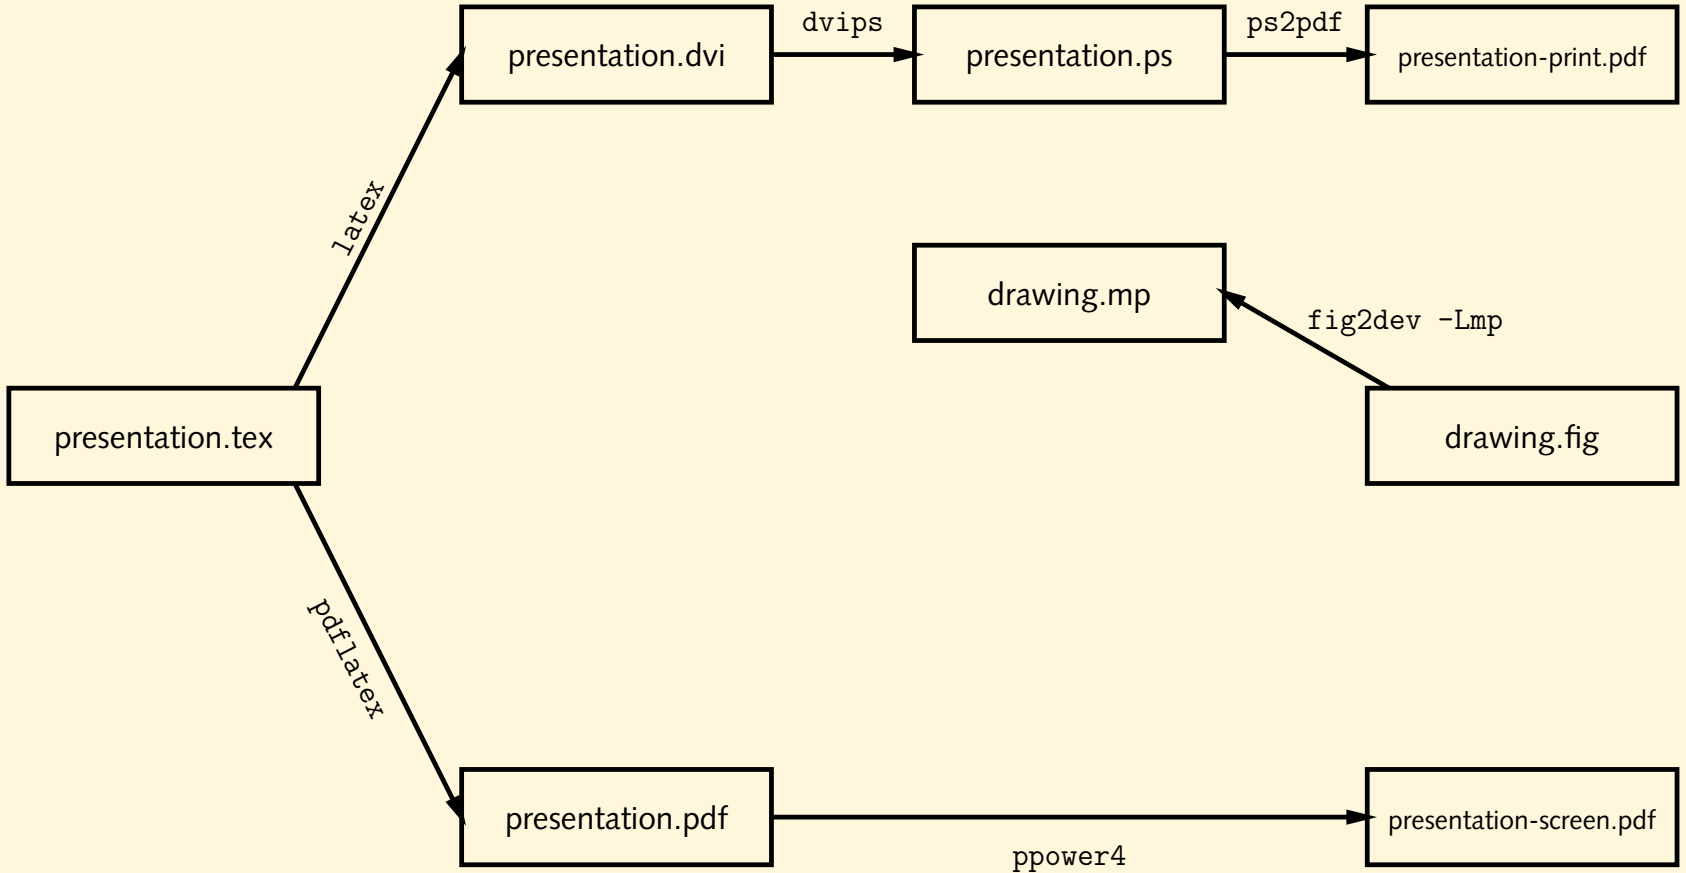 dvips
ps2pdf
presentation.dvi
presentation.ps
presentation-print.pdf
latex
drawing.mp
fig2dev -Lmp
presentation.tex
drawing.fig
pdflatex
presentation.pdf
presentation-screen.pdf
ppower4